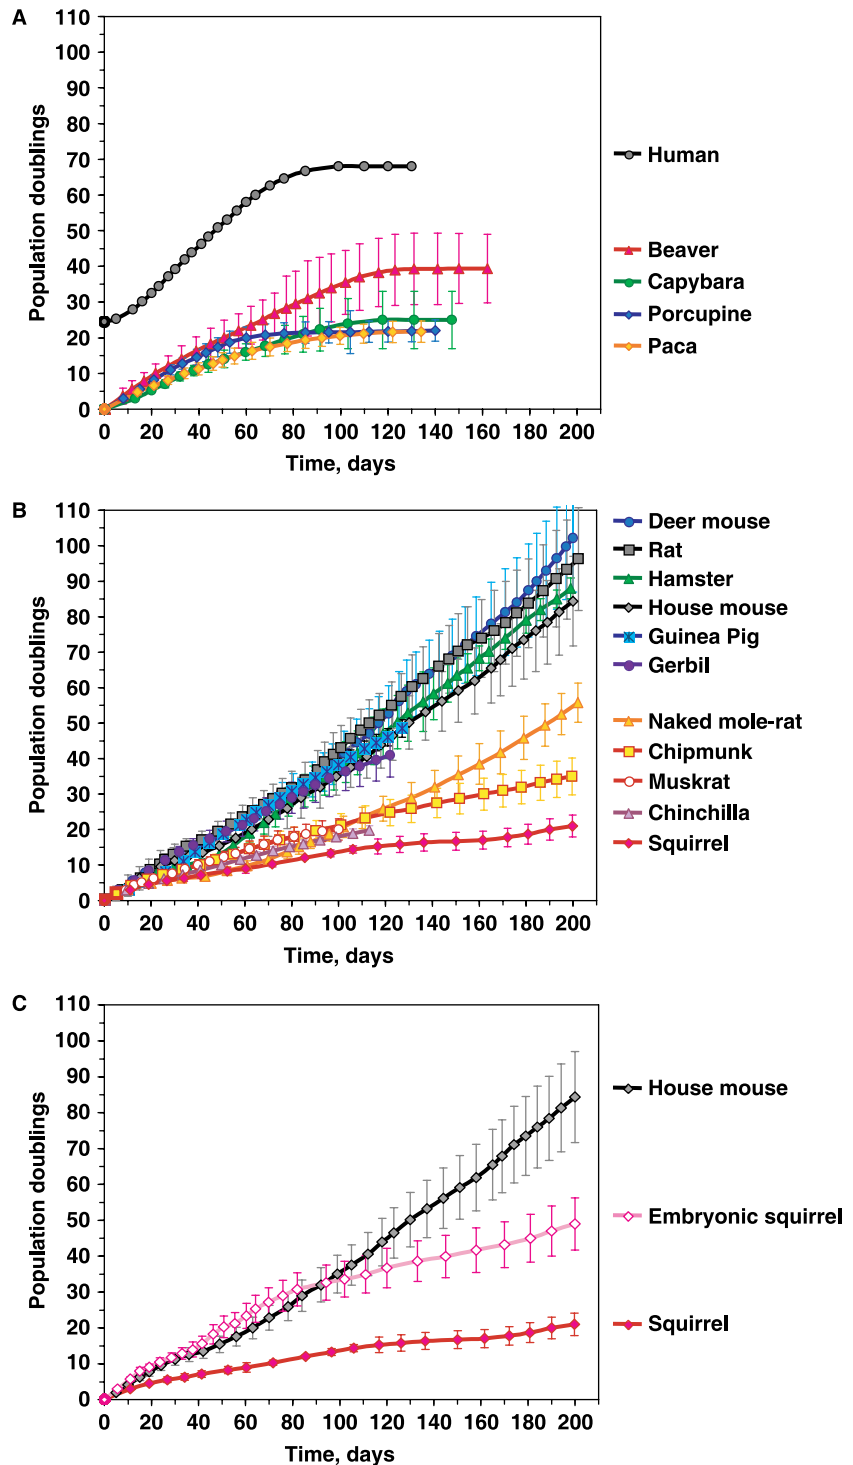 A
110
100
90
80
70
60
50
40
30
20
10
0
Population doublings
0 20 40 60 80 100 120 140 160 180 200
Time, days
Human
Beaver
Capybara
Porcupine
Paca
B
110
100
90
80
70
60
50
40
30
20
10
0
Population doublings
0 20 40 60 80 100 120 140 160 180 200
Time, days
Deer mouse
Rat
Hamster
House mouse
Guinea Pig
Gerbil
Naked mole-rat
Chipmunk
Muskrat
Chinchilla
Squirrel
C
110
100
90
80
70
60
50
40
30
20
10
0
Population doublings
0 20 40 60 80 100 120 140 160 180 200
Time, days
House mouse
Embryonic squirrel
Squirrel